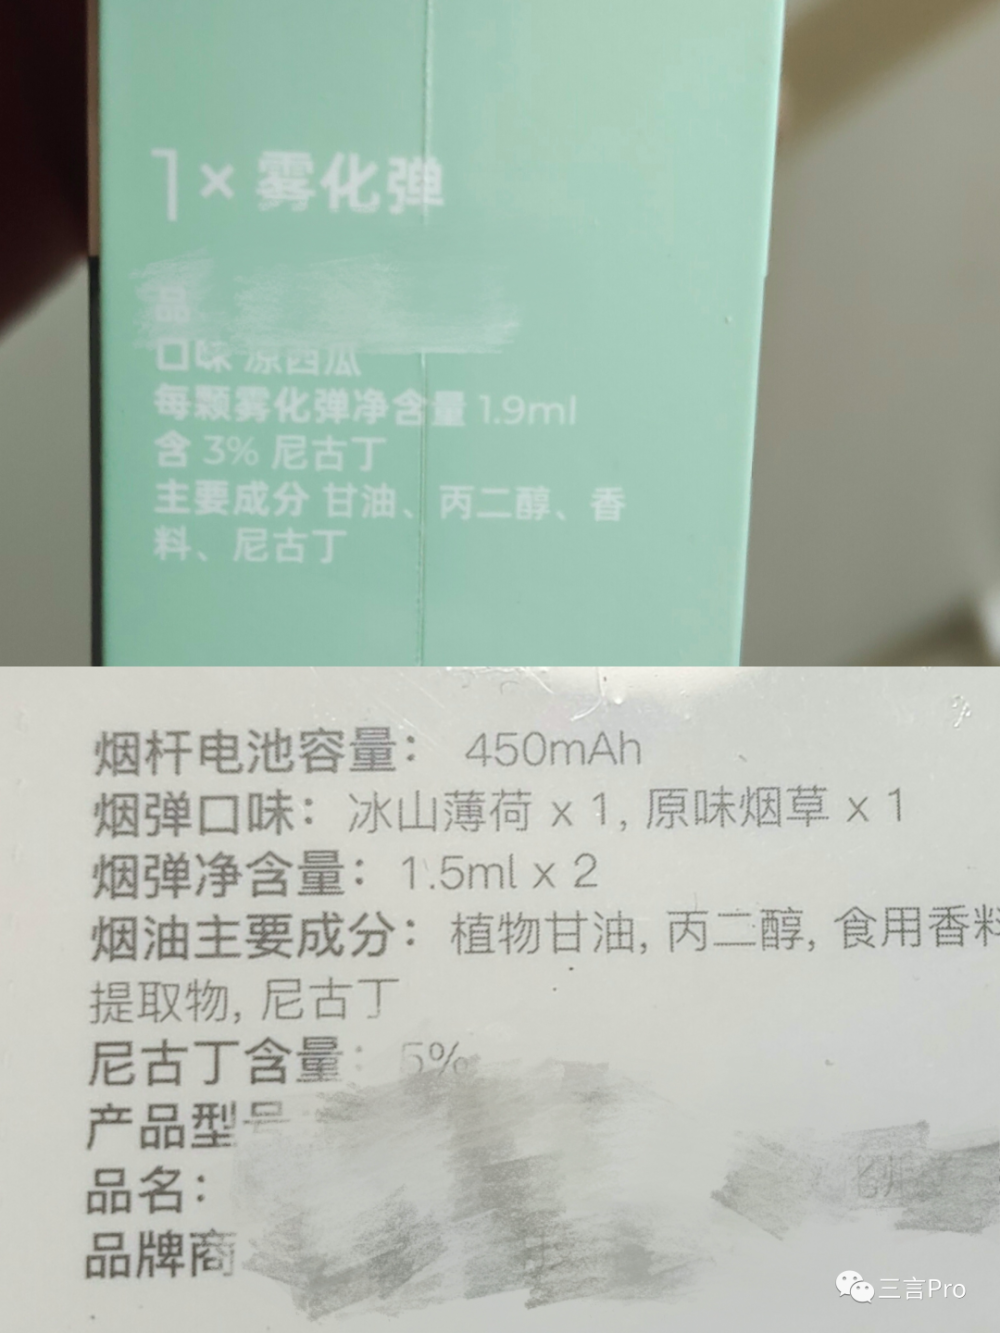 1× 雾化弹
品
口味 凉西瓜
每颗雾化弹净含量 1.9ml
含 3% 尼古丁
主要成分 甘油、丙二醇、香
料、尼古丁
烟杆电池容量： 450mAh
烟弹口味： 冰山薄荷 x 1, 原味烟草 x 1
烟弹净含量： 1.5ml x 2
烟油主要成分： 植物甘油, 丙二醇, 食用香料
提取物, 尼古丁
尼古丁含量： 5%
产品型号
品名：
品牌商
三言Pro